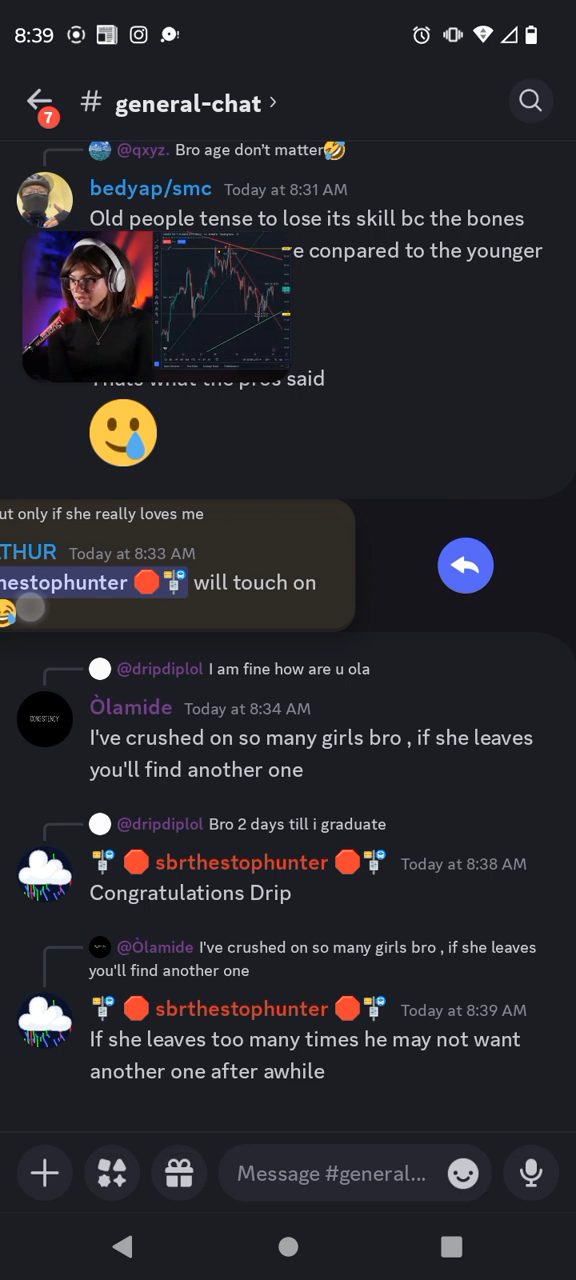 8:39
7
# general-chat ›
@qxyz. Bro age don't matter🤣
bedyap/smc Today at 8:31 AM
Old people tense to lose its skill bc the bones
e conpared to the younger
Thats what the pros said
🥲
ut only if she really loves me
THUR Today at 8:33 AM
nestophunter 🛑🚏 will touch on
😂
@dripdiplol I am fine how are u ola
CONSISTENCY
Òlamide Today at 8:34 AM
I've crushed on so many girls bro , if she leaves
you'll find another one
@dripdiplol Bro 2 days till i graduate
🚏 🛑 sbrthestophunter 🛑🚏 Today at 8:38 AM
Congratulations Drip
@Òlamide I've crushed on so many girls bro , if she leaves
you'll find another one
🚏 🛑 sbrthestophunter 🛑🚏 Today at 8:39 AM
If she leaves too many times he may not want
another one after awhile
Message #general...